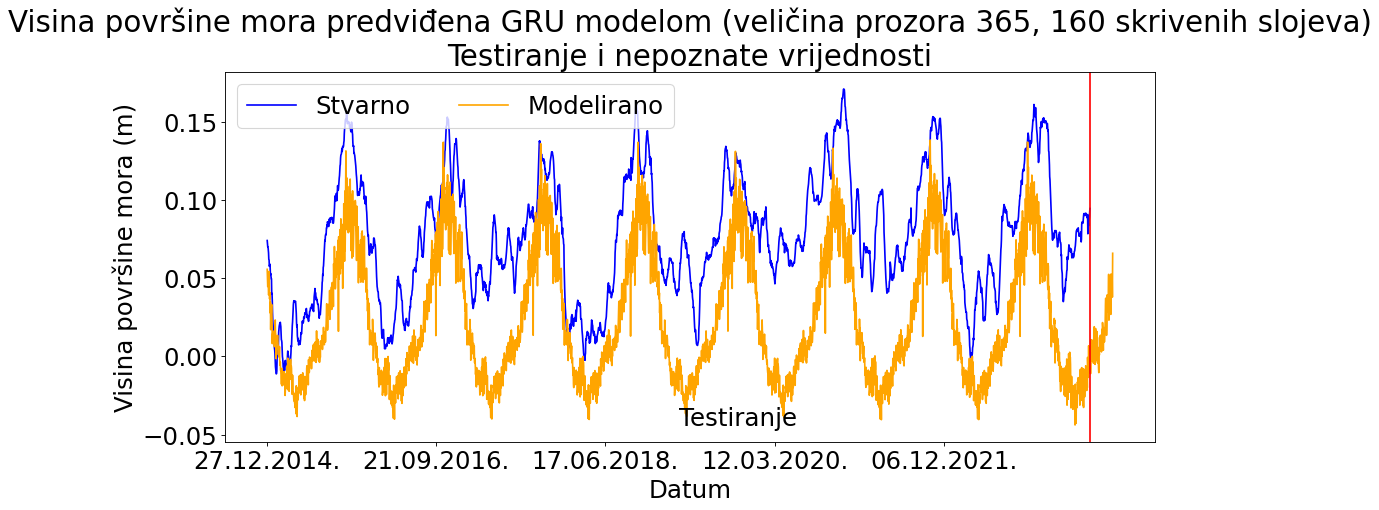 Visina površine mora predviđena GRU modelom (veličina prozora 365, 160 skrivenih slojeva)
Testiranje i nepoznate vrijednosti
Stvarno
Modelirano
Visina površine mora (m)
0.15
0.10
0.05
0.00
−0.05
Testiranje
27.12.2014.
21.09.2016.
17.06.2018.
12.03.2020.
06.12.2021.
Datum